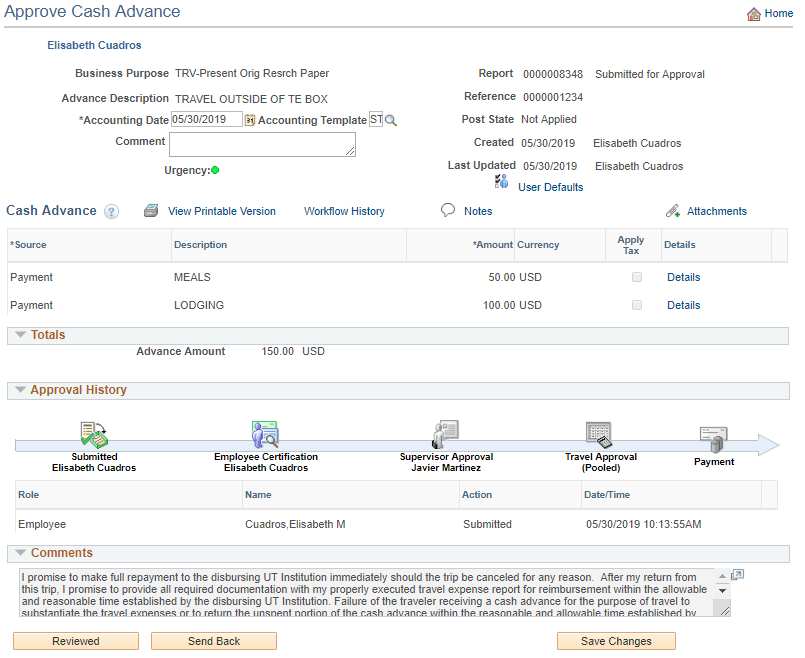 Approve Cash Advance
Home
Elisabeth Cuadros
Business Purpose TRV-Present Orig Resrch Paper
Report 0000008348 Submitted for Approval
Advance Description TRAVEL OUTSIDE OF TE BOX
Reference 0000001234
*Accounting Date 05/30/2019 Accounting Template ST
Post State Not Applied
Comment
Created 05/30/2019 Elisabeth Cuadros
Last Updated 05/30/2019 Elisabeth Cuadros
Urgency:
User Defaults
Cash Advance ? View Printable Version Workflow History Notes Attachments
*Source Description *Amount Currency Apply Tax Details
Payment MEALS 50.00 USD Details
Payment LODGING 100.00 USD Details
Totals
Advance Amount 150.00 USD
Approval History
Submitted Employee Certification Supervisor Approval Travel Approval Payment
Elisabeth Cuadros Elisabeth Cuadros Javier Martinez (Pooled)
Role Name Action Date/Time
Employee Cuadros,Elisabeth M Submitted 05/30/2019 10:13:55AM
Comments
I promise to make full repayment to the disbursing UT Institution immediately should the trip be canceled for any reason. After my return from
this trip, I promise to provide all required documentation with my properly executed travel expense report for reimbursement within the allowable
and reasonable time established by the disbursing UT Institution. Failure of the traveler receiving a cash advance for the purpose of travel to
substantiate the travel expenses or to return the unspent portion of the cash advance within the reasonable and allowable time established by
Reviewed Send Back Save Changes